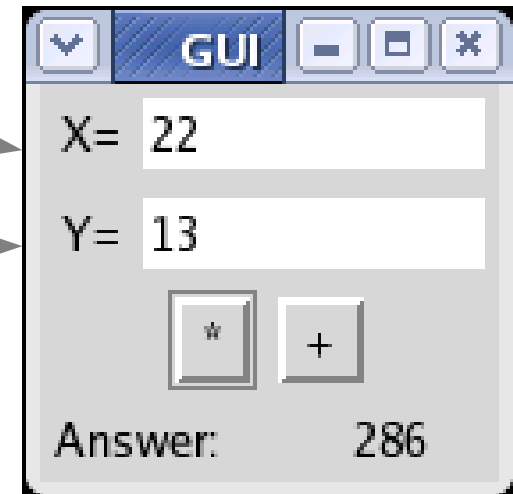 GUI
X= 22
Y= 13
* +
Answer: 286